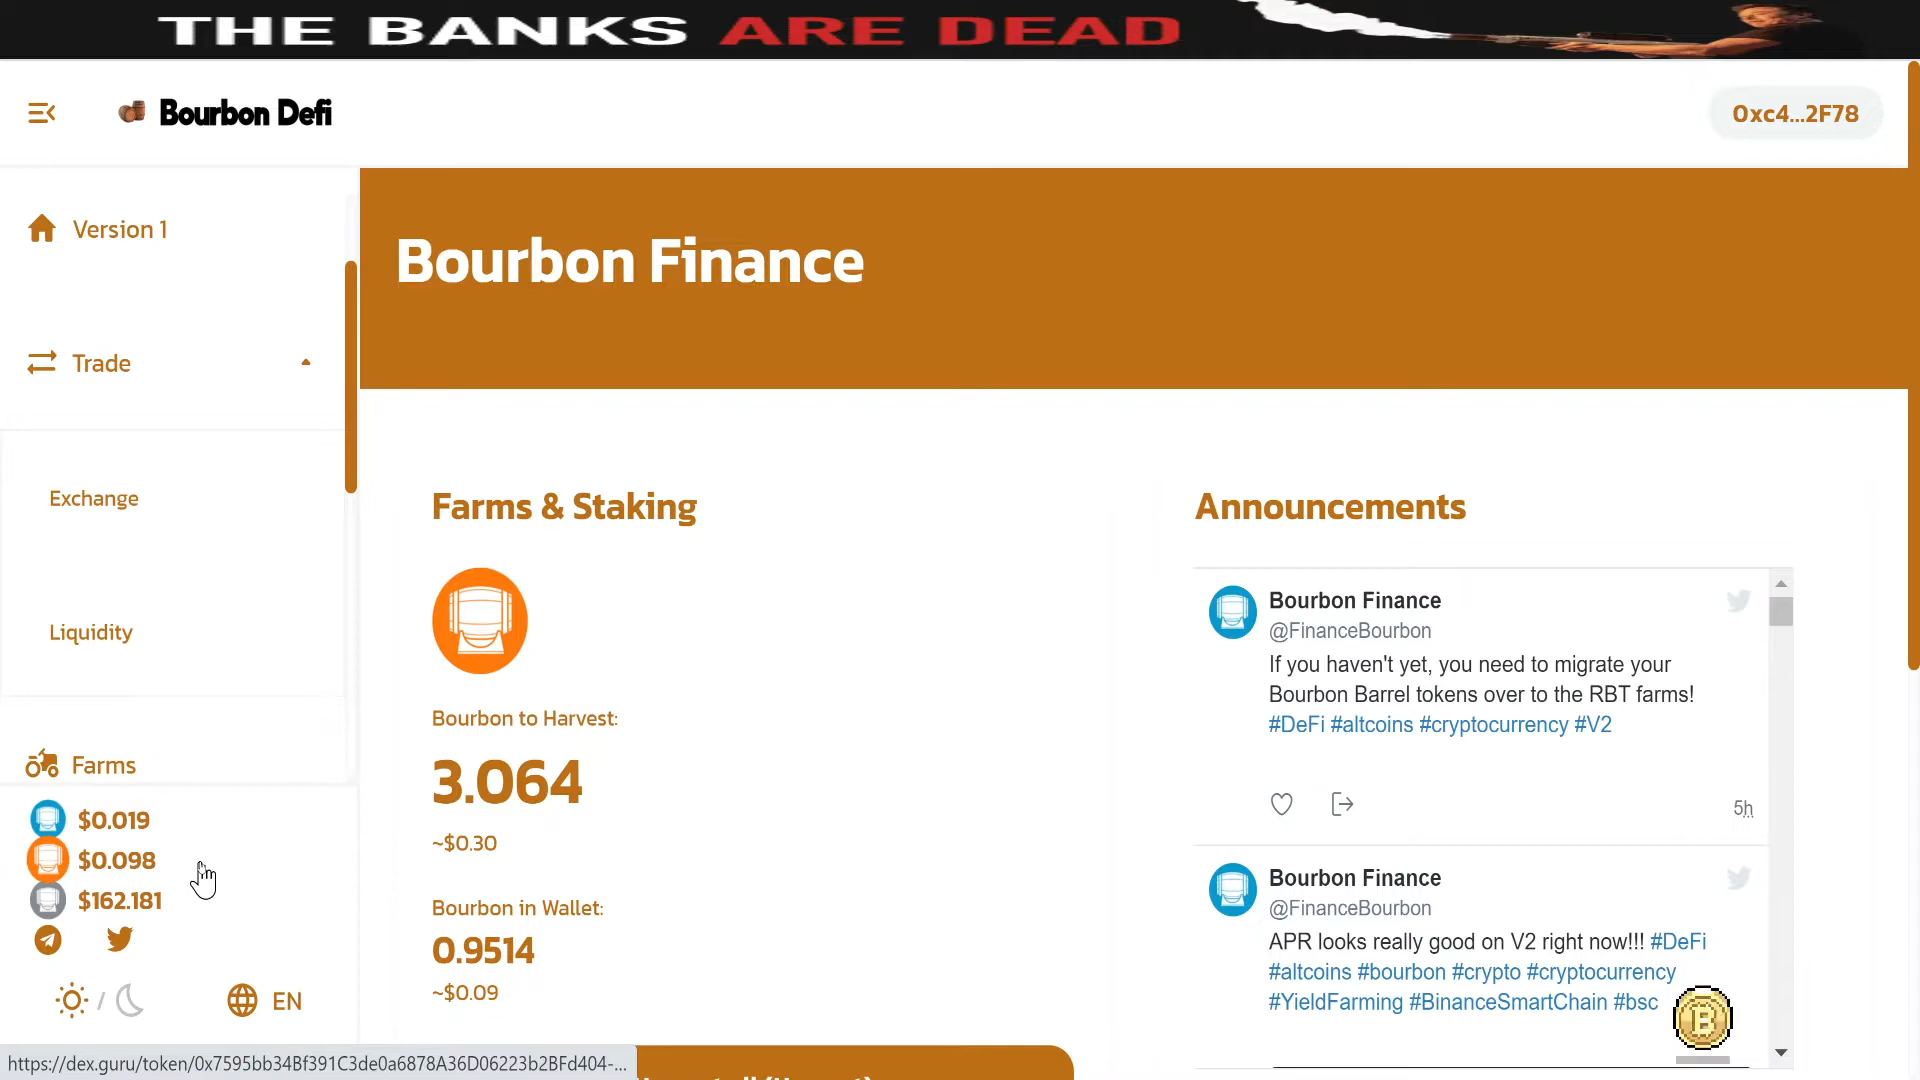 THE BANKS ARE DEAD
Bourbon Defi
0xc4...2F78
Version 1
Trade
Exchange
Liquidity
Farms
$0.019
$0.098
$162.181
/
EN
https://dex.guru/token/0x7595bb34Bf391C3de0a6878A36D06223b2BFd404-...
Bourbon Finance
Farms & Staking
Bourbon to Harvest:
3.064
~$0.30
Bourbon in Wallet:
0.9514
~$0.09
Announcements
Bourbon Finance
@FinanceBourbon
If you haven't yet, you need to migrate your
Bourbon Barrel tokens over to the RBT farms!
#DeFi #altcoins #cryptocurrency #V2
5h
Bourbon Finance
@FinanceBourbon
APR looks really good on V2 right now!!! #DeFi
#altcoins #bourbon #crypto #cryptocurrency
#YieldFarming #BinanceSmartChain #bsc